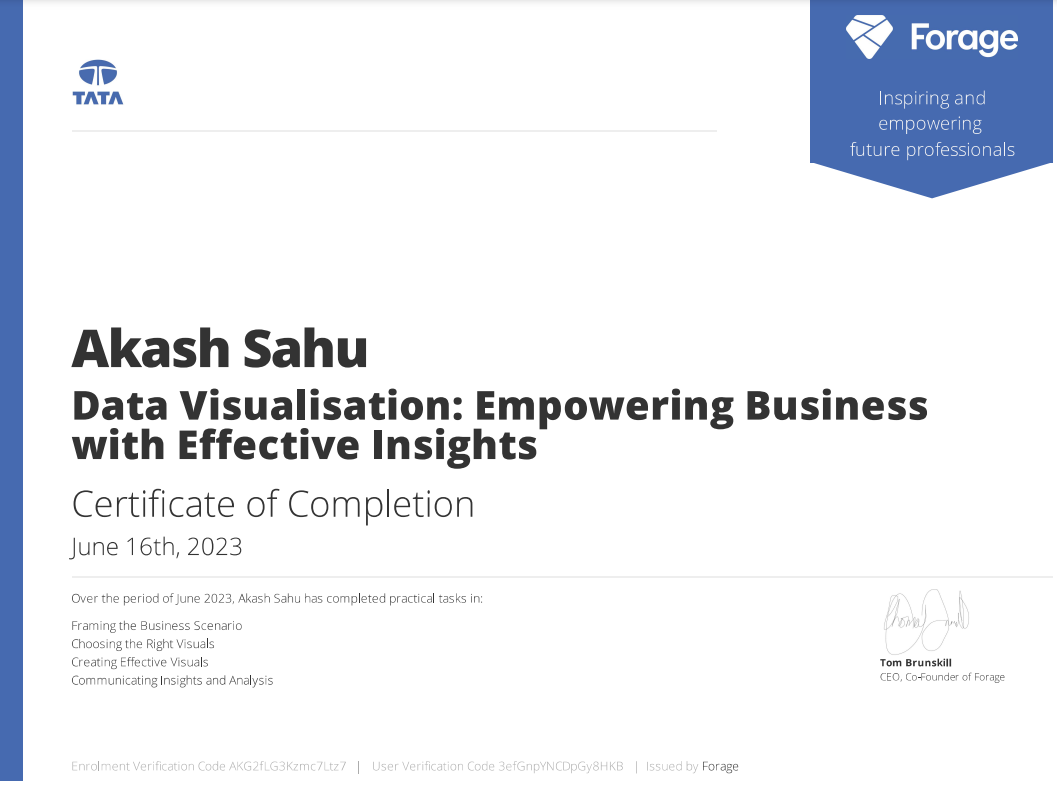 TATA
Forage
Inspiring and
empowering
future professionals
Akash Sahu
Data Visualisation: Empowering Business
with Effective Insights
Certificate of Completion
June 16th, 2023
Over the period of June 2023, Akash Sahu has completed practical tasks in:
Framing the Business Scenario
Choosing the Right Visuals
Creating Effective Visuals
Communicating Insights and Analysis
Tom Brunskill
CEO, Co-Founder of Forage
Enrolment Verification Code AKG2fLG3Kzmc7Ltz7 | User Verification Code 3efGnpYNCDpGy8HKB | Issued by Forage